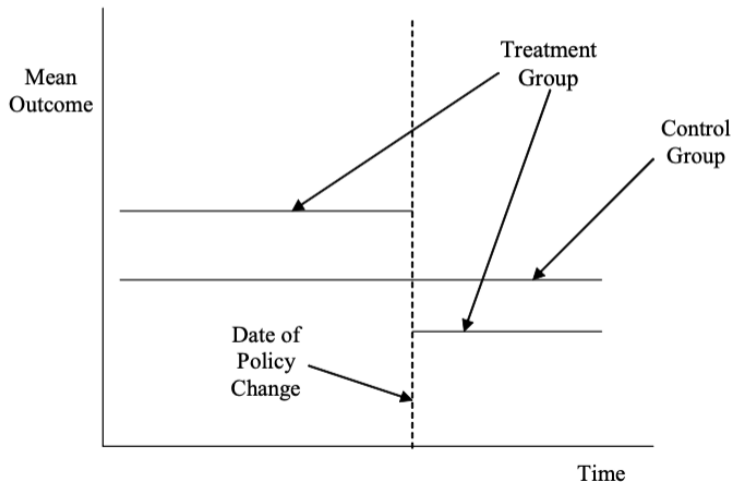 Mean
Outcome
Treatment
Group
Control
Group
Date of
Policy
Change
Time